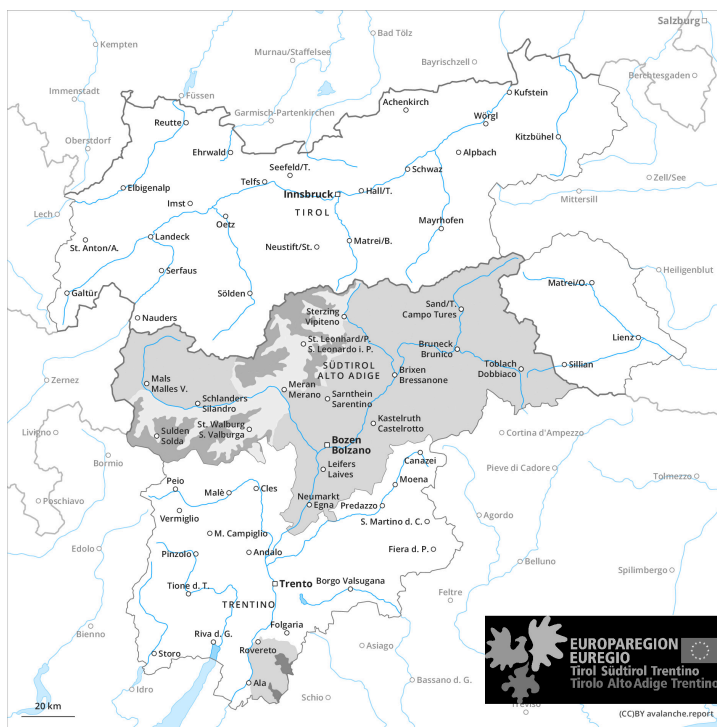 Salzburg
Bad Tölz
Kempten
Murnau/Staffelsee
Bayrischzell
Berchtesgaden
Immenstadt
Füssen
Kufstein
Achenkirch
Garmisch-Partenkirchen
Reutte
Wörgl
Kitzbühel
Oberstdorf
Ehrwald
Alpbach
Seefeld/T.
Schwaz
Zell/See
Telfs
Elbigenalp
Innsbruck
Hall/T.
Mittersill
Imst
TIROL
Lech
Oetz
Mayrhofen
Landeck
St. Anton/A.
Neustift/St.
Matrei/B.
Serfaus
Heiligenblut
Galtür
Sölden
Matrei/O.
Nauders
Sterzing
Vipiteno
Sand/T.
Campo Tures
St. Leonhard/P.
S. Leonardo i. P.
Lienz
Bruneck
Brunico
SÜDTIROL
ALTO ADIGE
Toblach
Dobbiaco
Sillian
Brixen
Bressanone
Zernez
Mals
Malles V.
Meran
Merano
Sarnthein
Sarentino
Schlanders
Silandro
St. Walburg
S. Valburga
Kastelruth
Castelrotto
Livigno
Sulden
Solda
Bozen
Bolzano
Cortina d'Ampezzo
Bormio
Canazei
Leifers
Laives
Pieve di Cadore
Tolmezzo
Peio
Malè
Cles
Moena
Poschiavo
Neumarkt
Egna
Predazzo
Vermiglio
S. Martino d. C.
Agordo
M. Campiglio
Edolo
Pinzolo
Andalo
Fiera d. P.
Belluno
Spilimbergo
Tione d. T.
Trento
Borgo Valsugana
Feltre
TRENTINO
Bienno
Folgaria
Riva d. G.
Rovereto
Asiago
Storo
EUROPAREGION
EUREGIO
Tirol Südtirol Trentino
Tirolo Alto Adige Trentino
Idro
Ala
Schio
Bassano d. G.
Treviso
20 km
(CC)BY avalanche.report